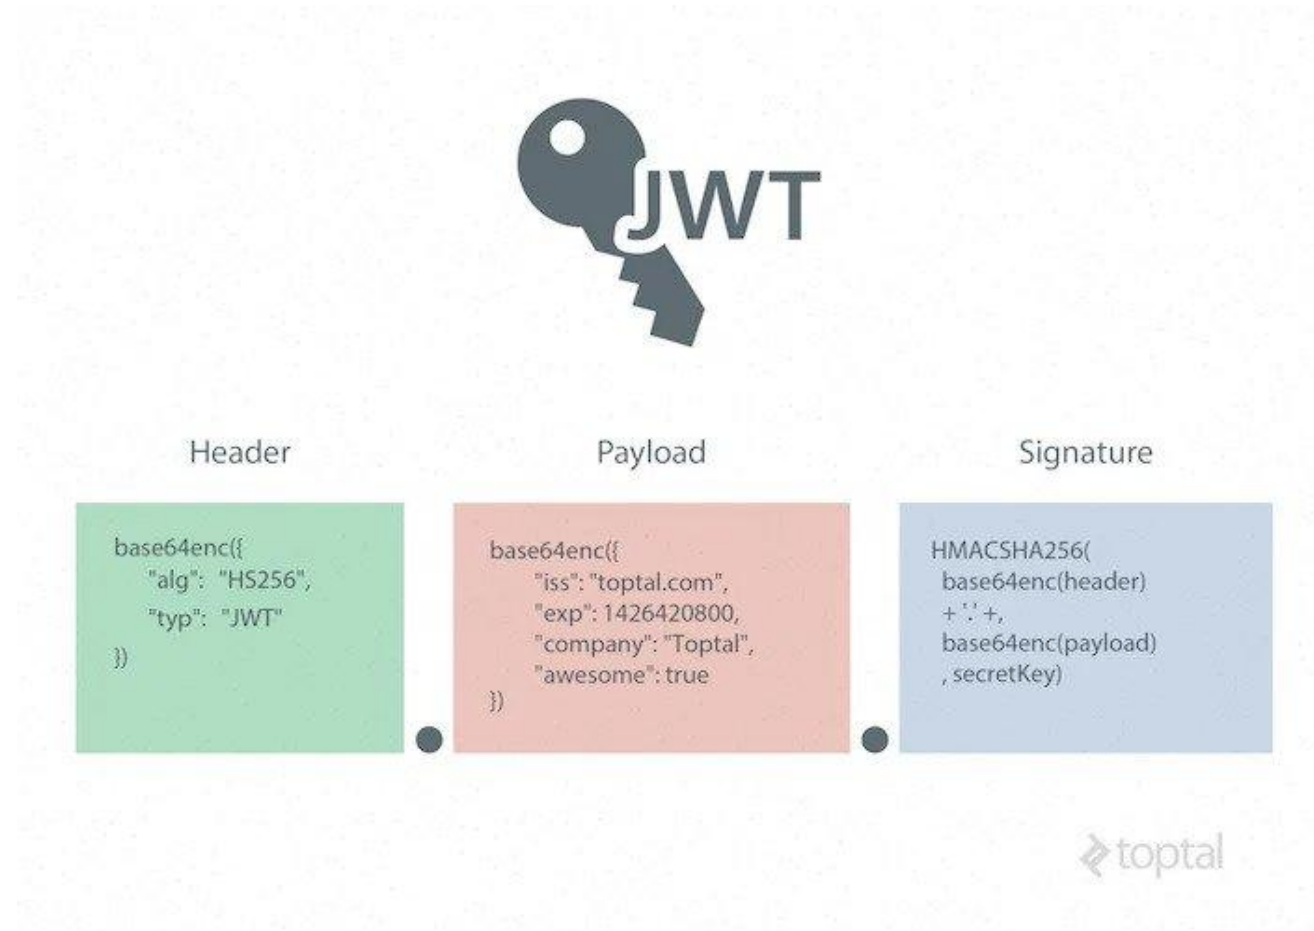 JWT
Header
base64enc({
"alg": "HS256",
"typ": "JWT"
})
Payload
base64enc({
"iss": "toptal.com",
"exp": 1426420800,
"company": "Toptal",
"awesome": true
})
Signature
HMACSHA256(
base64enc(header)
+ '.' +,
base64enc(payload)
, secretKey)
toptal